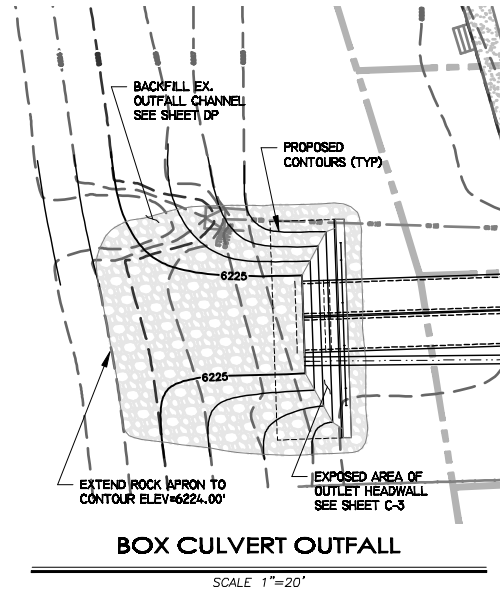 BACKFILL EX.
OUTFALL CHANNEL
SEE SHEET DP
PROPOSED
CONTOURS (TYP)
6225
6225
EXTEND ROCK APRON TO
CONTOUR ELEV=6224.00'
EXPOSED AREA OF
OUTLET HEADWALL
SEE SHEET C-3
BOX CULVERT OUTFALL
SCALE 1"=20'